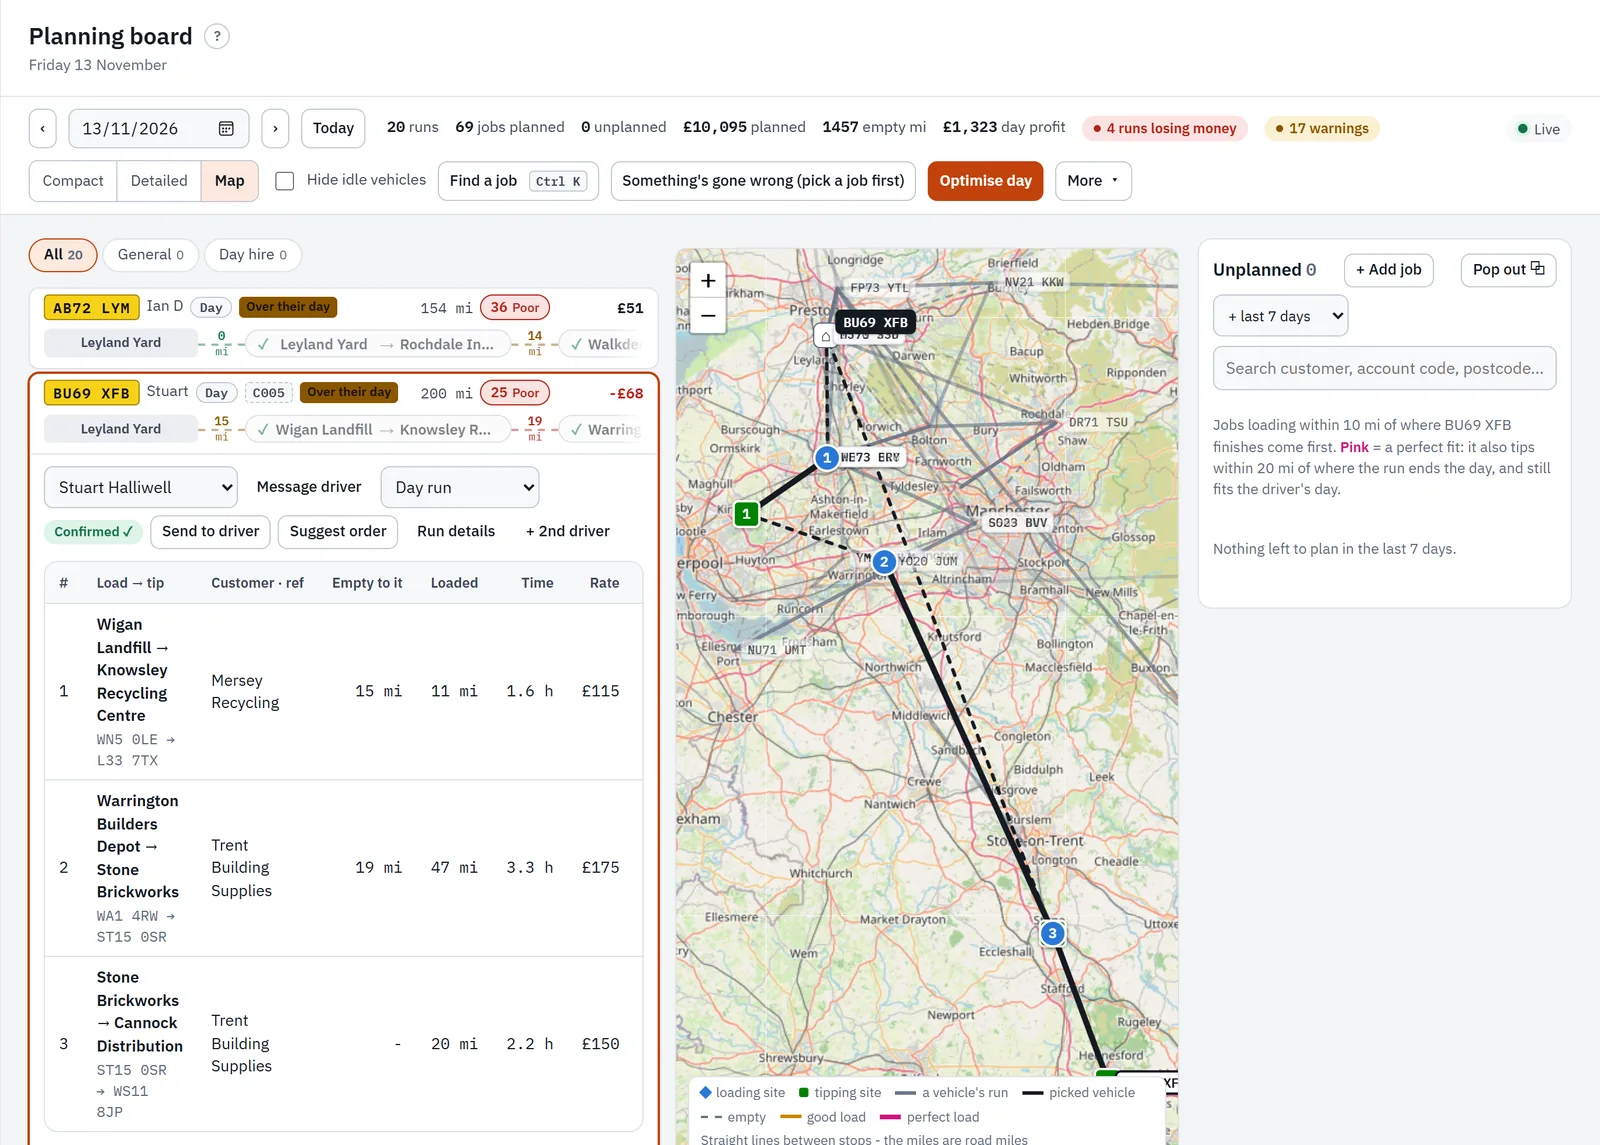 Planning board ?
Friday 13 November
‹ 13/11/2026 › Today 20 runs 69 jobs planned 0 unplanned £10,095 planned 1457 empty mi £1,323 day profit 4 runs losing money 17 warnings Live
Compact Detailed Map Hide idle vehicles Find a job Ctrl K Something's gone wrong (pick a job first) Optimise day More
All 20 General 0 Day hire 0
AB72 LYM Ian D Day Over their day 154 mi 36 Poor £51
Leyland Yard 0 mi ✓ Leyland Yard → Rochdale In... 14 mi ✓ Walkde
BU69 XFB Stuart Day C005 Over their day 200 mi 25 Poor -£68
Leyland Yard 15 mi ✓ Wigan Landfill → Knowsley R... 19 mi ✓ Warring
Stuart Halliwell Message driver Day run
Confirmed ✓ Send to driver Suggest order Run details + 2nd driver
# Load → tip Customer · ref Empty to it Loaded Time Rate
Wigan
Landfill →
Knowsley
Recycling
Centre
WN5 0LE →
L33 7TX
1 Mersey Recycling 15 mi 11 mi 1.6 h £115
Warrington
Builders
Depot →
Stone
Brickworks
WA1 4RW →
ST15 0SR
2 Trent Building Supplies 19 mi 47 mi 3.3 h £175
Stone
Brickworks
→ Cannock
Distribution
ST15 0SR
→ WS11
8JP
3 Trent Building Supplies - 20 mi 2.2 h £150
+
−
Longridge
Brierfield
FP73 YTL
NV21 KKW
BU69 XFB
Hebden Bridge
Darwen
Bacup
Ripponden
Whitworth
Burscough
Ormskirk
Horwich
Bolton
Bury
DR71 TSU
Shaw
1
WE73 BRV
Farnworth
Oldham
Maghull
Tyldesley
Failsworth
1
Ashton-in-
Makerfield
Manchester
SO23 BVV
Earlestown
Irlam
Glossop
Huyton
2
YO20 JUM
Stockport
Warrington
Altrincham
Bramhall
New Mills
Runcorn
Chapel-en-
le-Frith
Knutsford
Bollington
NU71 UMT
Port
Northwich
Macclesfield
Buxton
Chester
Middlewich
Congleton
Biddulph
Leek
Crewe
Nantwich
Burslem
Longton
Cheadle
Whitchurch
Ellesmere
Market Drayton
3
Wem
Eccleshall
Stafford
Newport
Rugeley
Shrewsbury
Hednesford
loading site tipping site a vehicle's run picked vehicle
empty good load perfect load
Straight lines between stops - the miles are road miles
Unplanned 0 + Add job Pop out
+ last 7 days
Search customer, account code, postcode...
Jobs loading within 10 mi of where BU69 XFB
finishes come first. Pink = a perfect fit: it also tips
within 20 mi of where the run ends the day, and still
fits the driver's day.
Nothing left to plan in the last 7 days.